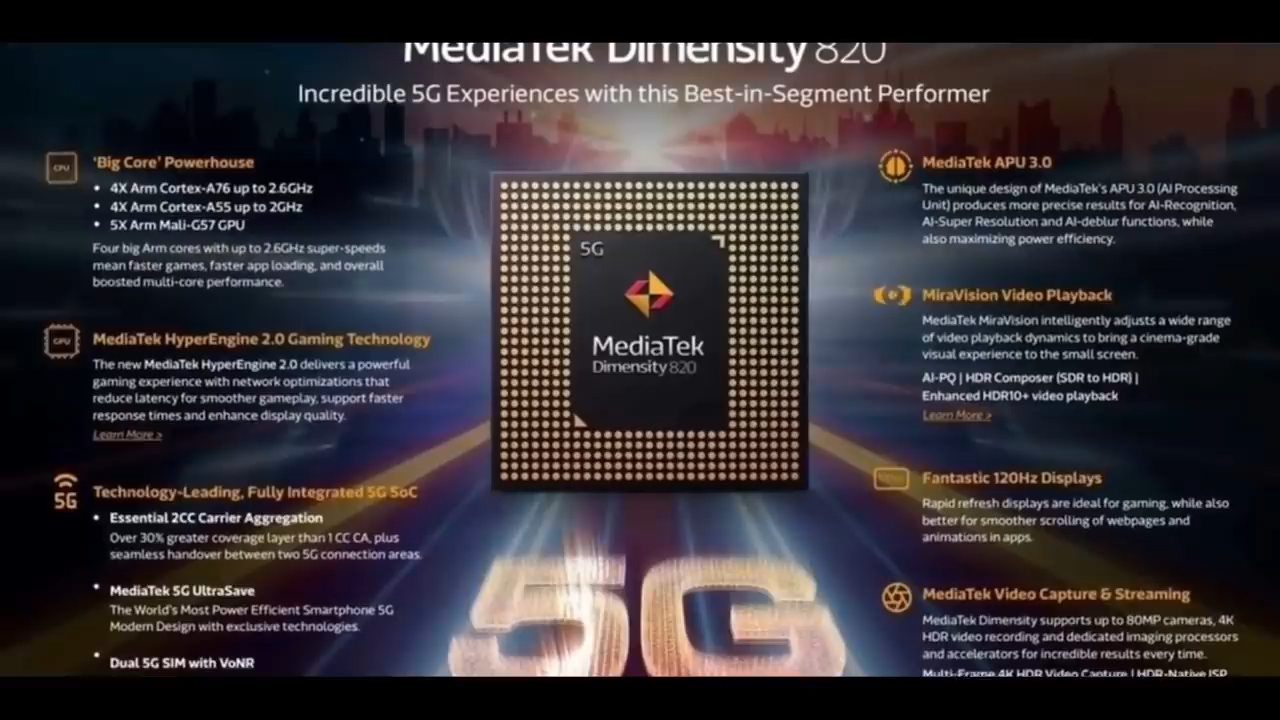 MediaTek Dimensity 820
Incredible 5G Experiences with this Best-in-Segment Performer
CPU
'Big Core' Powerhouse
• 4X Arm Cortex-A76 up to 2.6GHz
• 4X Arm Cortex-A55 up to 2GHz
• 5X Arm Mali-G57 GPU
Four big Arm cores with up to 2.6GHz super-speeds
mean faster games, faster app loading, and overall
boosted multi-core performance.
GPU
MediaTek HyperEngine 2.0 Gaming Technology
The new MediaTek HyperEngine 2.0 delivers a powerful
gaming experience with network optimizations that
reduce latency for smoother gameplay, support faster
response times and enhance display quality.
Learn More >
5G
Technology-Leading, Fully Integrated 5G SoC
• Essential 2CC Carrier Aggregation
Over 30% greater coverage layer than 1 CC CA, plus
seamless handover between two 5G connection areas.
• MediaTek 5G UltraSave
The World's Most Power Efficient Smartphone 5G
Modem Design with exclusive technologies.
• Dual 5G SIM with VoNR
5G
MediaTek
Dimensity 820
5G
MediaTek APU 3.0
The unique design of MediaTek's APU 3.0 (AI Processing
Unit) produces more precise results for AI-Recognition,
AI-Super Resolution and AI-deblur functions, while
also maximizing power efficiency.
MiraVision Video Playback
MediaTek MiraVision intelligently adjusts a wide range
of video playback dynamics to bring a cinema-grade
visual experience to the small screen.
AI-PQ | HDR Composer (SDR to HDR) |
Enhanced HDR10+ video playback
Learn More >
Fantastic 120Hz Displays
Rapid refresh displays are ideal for gaming, while also
better for smoother scrolling of webpages and
animations in apps.
MediaTek Video Capture & Streaming
MediaTek Dimensity supports up to 80MP cameras, 4K
HDR video recording and dedicated imaging processors
and accelerators for incredible results every time.
Multi-Frame 4K HDR Video Capture | HDR-Native ISP